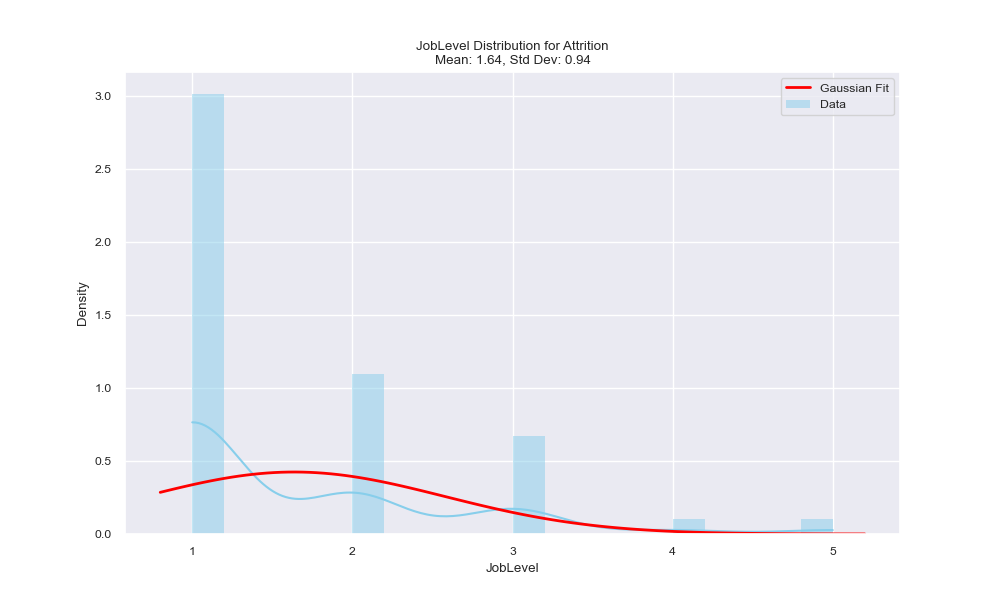 JobLevel Distribution for Attrition
Mean: 1.64, Std Dev: 0.94
Gaussian Fit
Data
3.0
2.5
2.0
1.5
1.0
0.5
0.0
Density
1
2
3
4
5
JobLevel